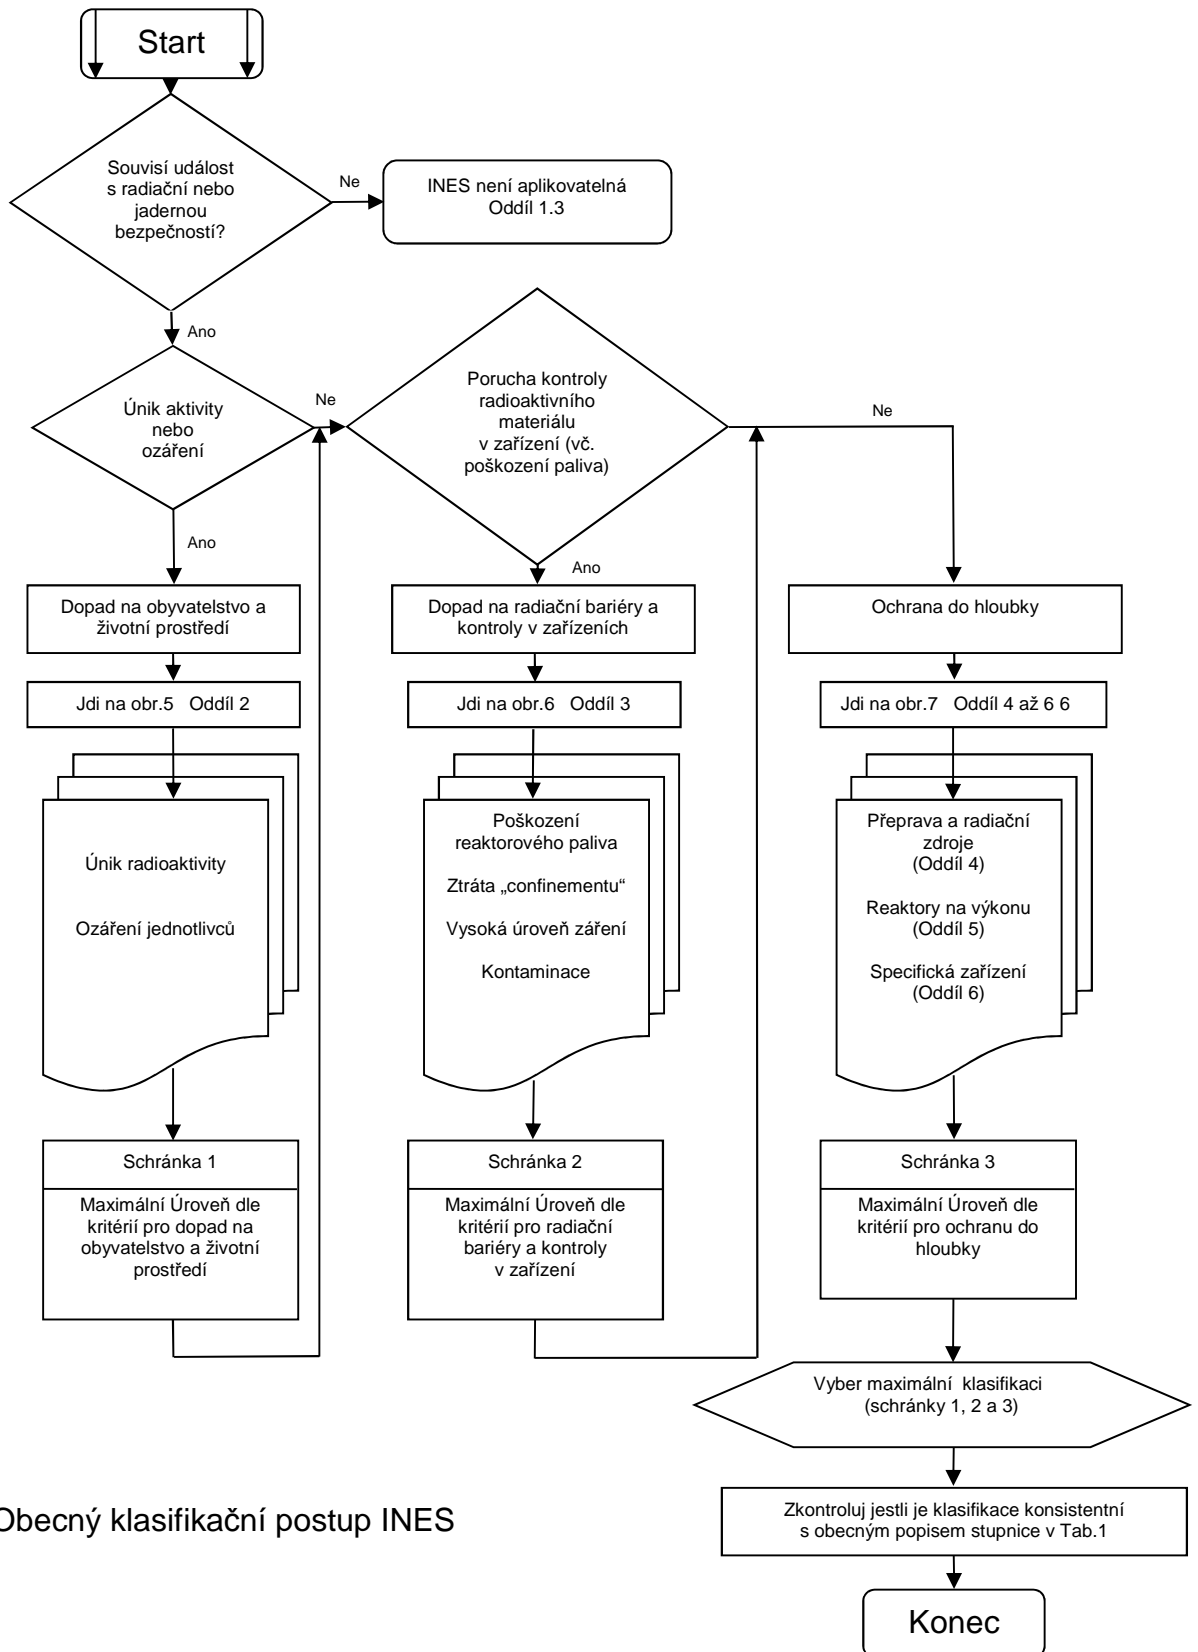 Start
Souvisí událost
s radiační nebo
jadernou
bezpečností?
Ne
INES není aplikovatelná
Oddíl 1.3
Ano
Únik aktivity
nebo
ozáření
Ne
Porucha kontroly
radioaktivního
materiálu
v zařízení (vč.
poškození paliva)
Ne
Ano
Ano
Dopad na obyvatelstvo a
životní prostředí
Dopad na radiační bariéry a
kontroly v zařízeních
Ochrana do hloubky
Jdi na obr.5 Oddíl 2
Jdi na obr.6 Oddíl 3
Jdi na obr.7 Oddíl 4 až 6 6
Únik radioaktivity
Ozáření jednotlivců
Poškození
reaktorového paliva
Ztráta „confinementu“
Vysoká úroveň záření
Kontaminace
Přeprava a radiační
zdroje
(Oddíl 4)
Reaktory na výkonu
(Oddíl 5)
Specifická zařízení
(Oddíl 6)
Schránka 1
Maximální Úroveň dle
kritérií pro dopad na
obyvatelstvo a životní
prostředí
Schránka 2
Maximální Úroveň dle
kritérií pro radiační
bariéry a kontroly
v zařízení
Schránka 3
Maximální Úroveň dle
kritérií pro ochranu do
hloubky
Vyber maximální klasifikaci
(schránky 1, 2 a 3)
Zkontroluj jestli je klasifikace konsistentní
s obecným popisem stupnice v Tab.1
Konec
Obecný klasifikační postup INES